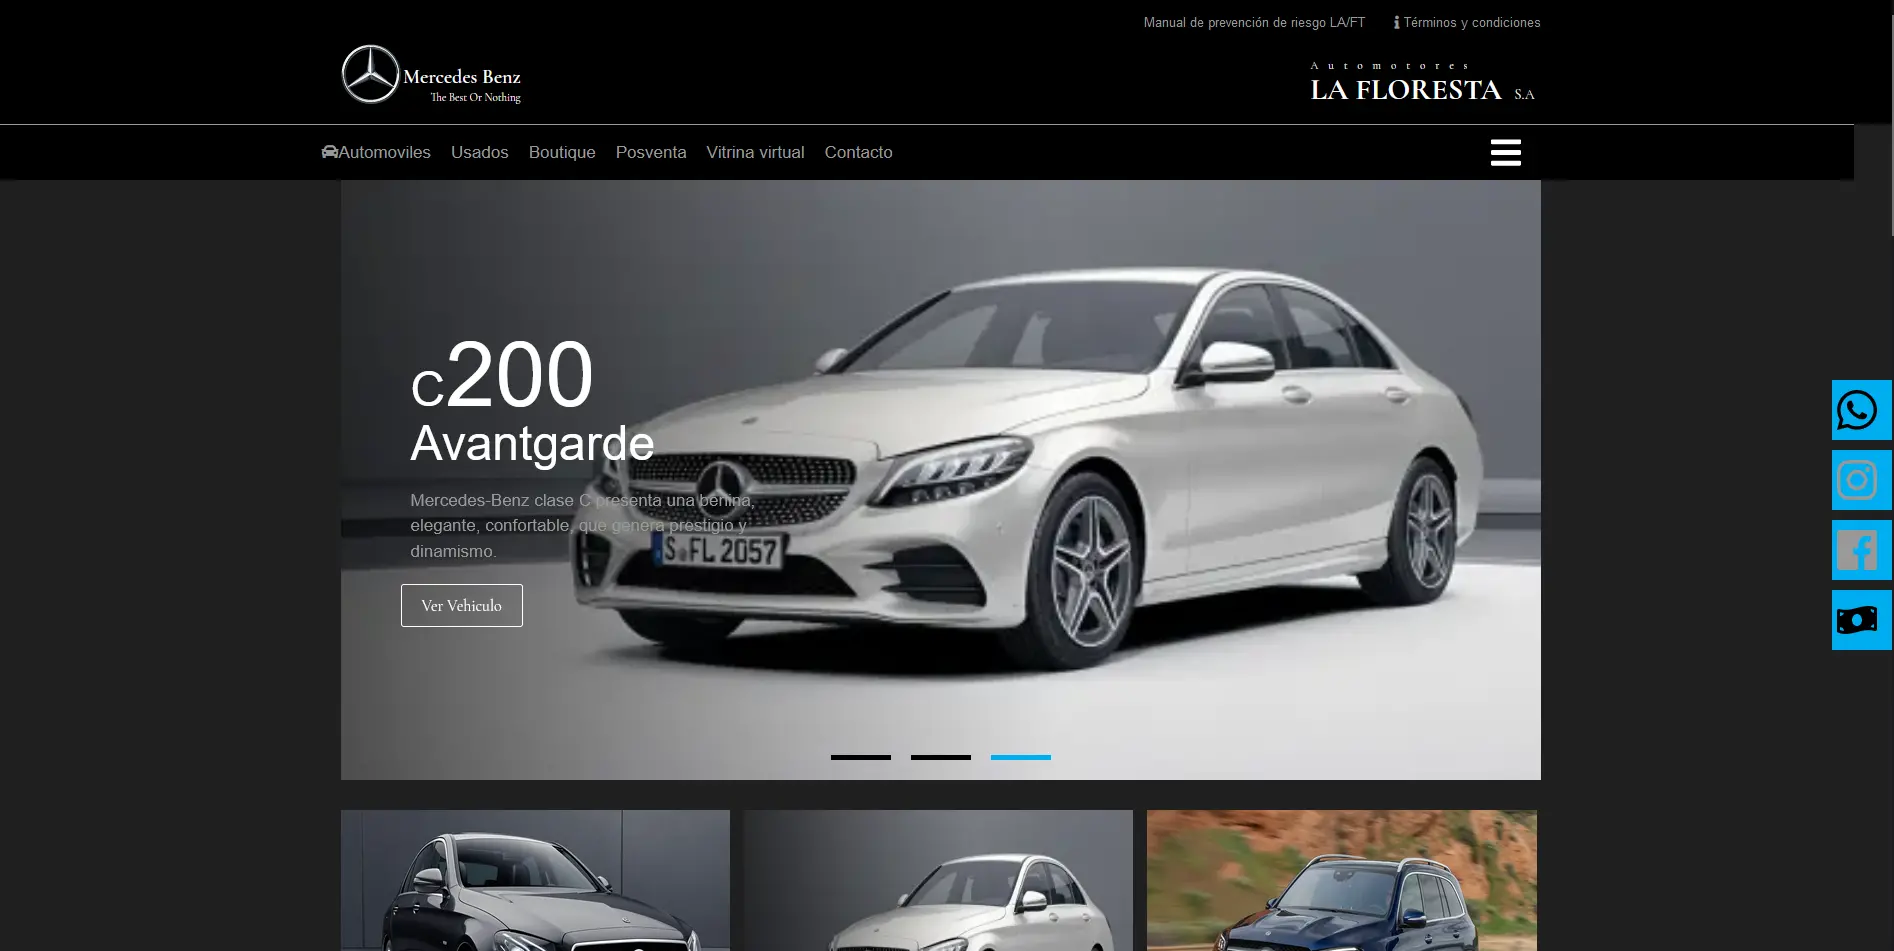 Manual de prevención de riesgo LA/FT
Términos y condiciones
Mercedes Benz
The Best Or Nothing
Automotores
LA FLORESTA S.A
Automoviles
Usados
Boutique
Posventa
Vitrina virtual
Contacto
C200
Avantgarde
Mercedes-Benz clase C presenta una berlina,
elegante, confortable, que genera prestigio y
dinamismo.
S FL 2057
Ver Vehiculo